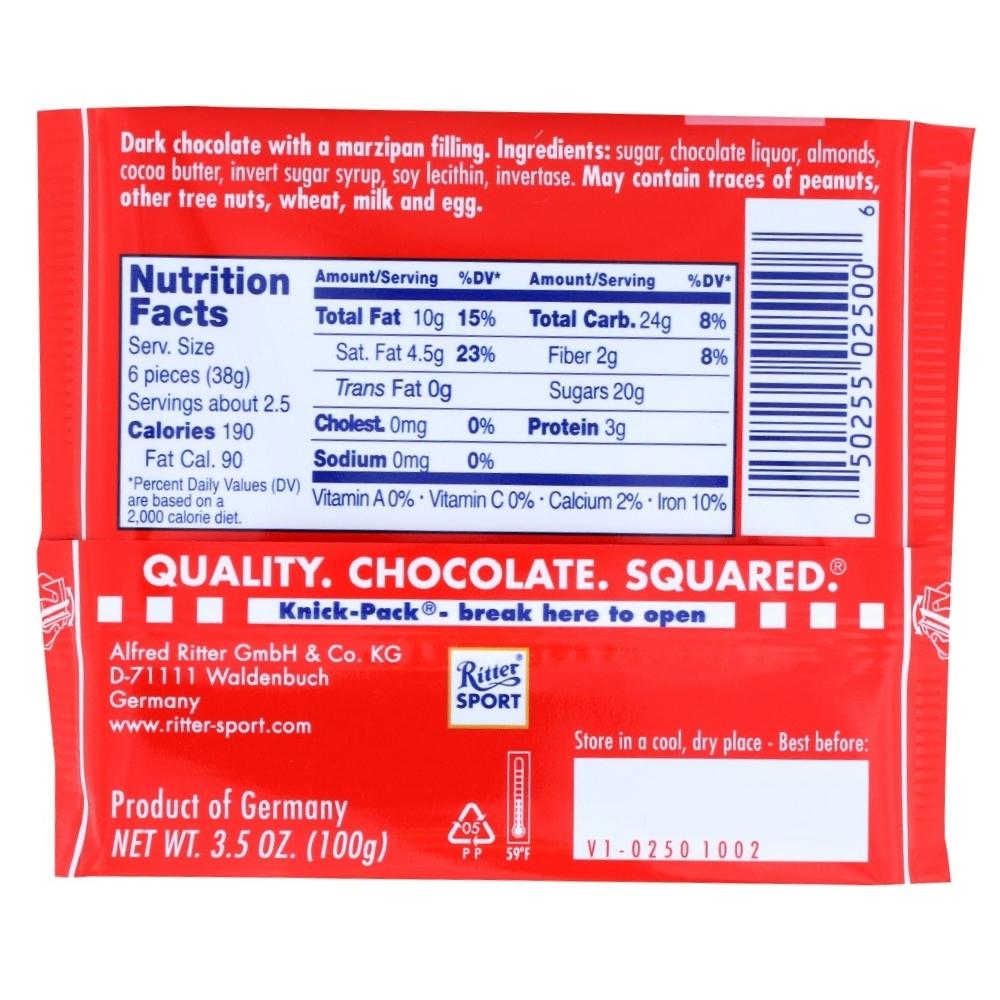 Dark chocolate with a marzipan filling. Ingredients: sugar, chocolate liquor, almonds,
cocoa butter, invert sugar syrup, soy lecithin, invertase. May contain traces of peanuts,
other tree nuts, wheat, milk and egg.
Nutrition
Facts
Serv. Size
6 pieces (38g)
Servings about 2.5
Calories 190
Fat Cal. 90
*Percent Daily Values (DV)
are based on a
2,000 calorie diet.
Amount/Serving %DV* Amount/Serving %DV*
Total Fat 10g 15% Total Carb. 24g 8%
Sat. Fat 4.5g 23% Fiber 2g 8%
Trans Fat 0g Sugars 20g
Cholest. 0mg 0% Protein 3g
Sodium 0mg 0%
Vitamin A 0% · Vitamin C 0% · Calcium 2% · Iron 10%
0 50255 02500 6
QUALITY. CHOCOLATE. SQUARED.®
Knick-Pack® - break here to open
Alfred Ritter GmbH & Co. KG
D-71111 Waldenbuch
Germany
www.ritter-sport.com
Ritter®
SPORT
Store in a cool, dry place - Best before:
V1-0250 1002
Product of Germany
NET WT. 3.5 OZ. (100g)
05
PP
59°F